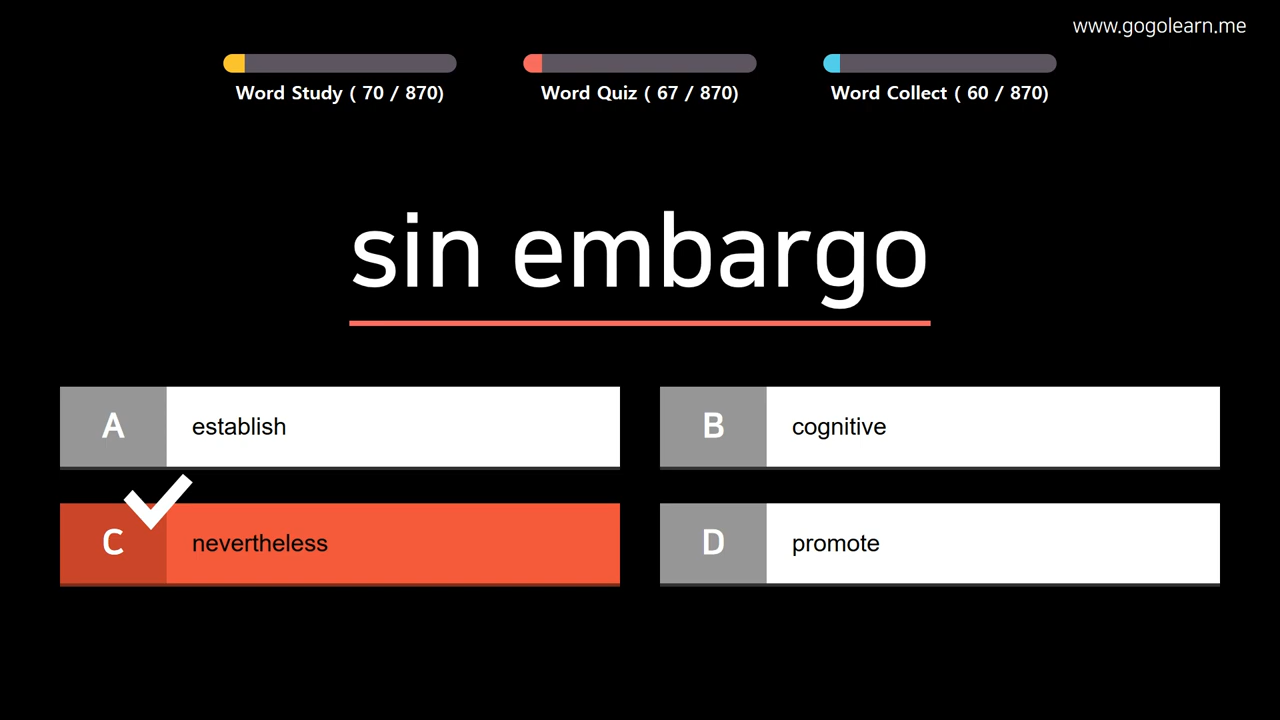 www.gogolearn.me
Word Study ( 70 / 870)
Word Quiz ( 67 / 870)
Word Collect ( 60 / 870)
sin embargo
A establish
B cognitive
C nevertheless
D promote